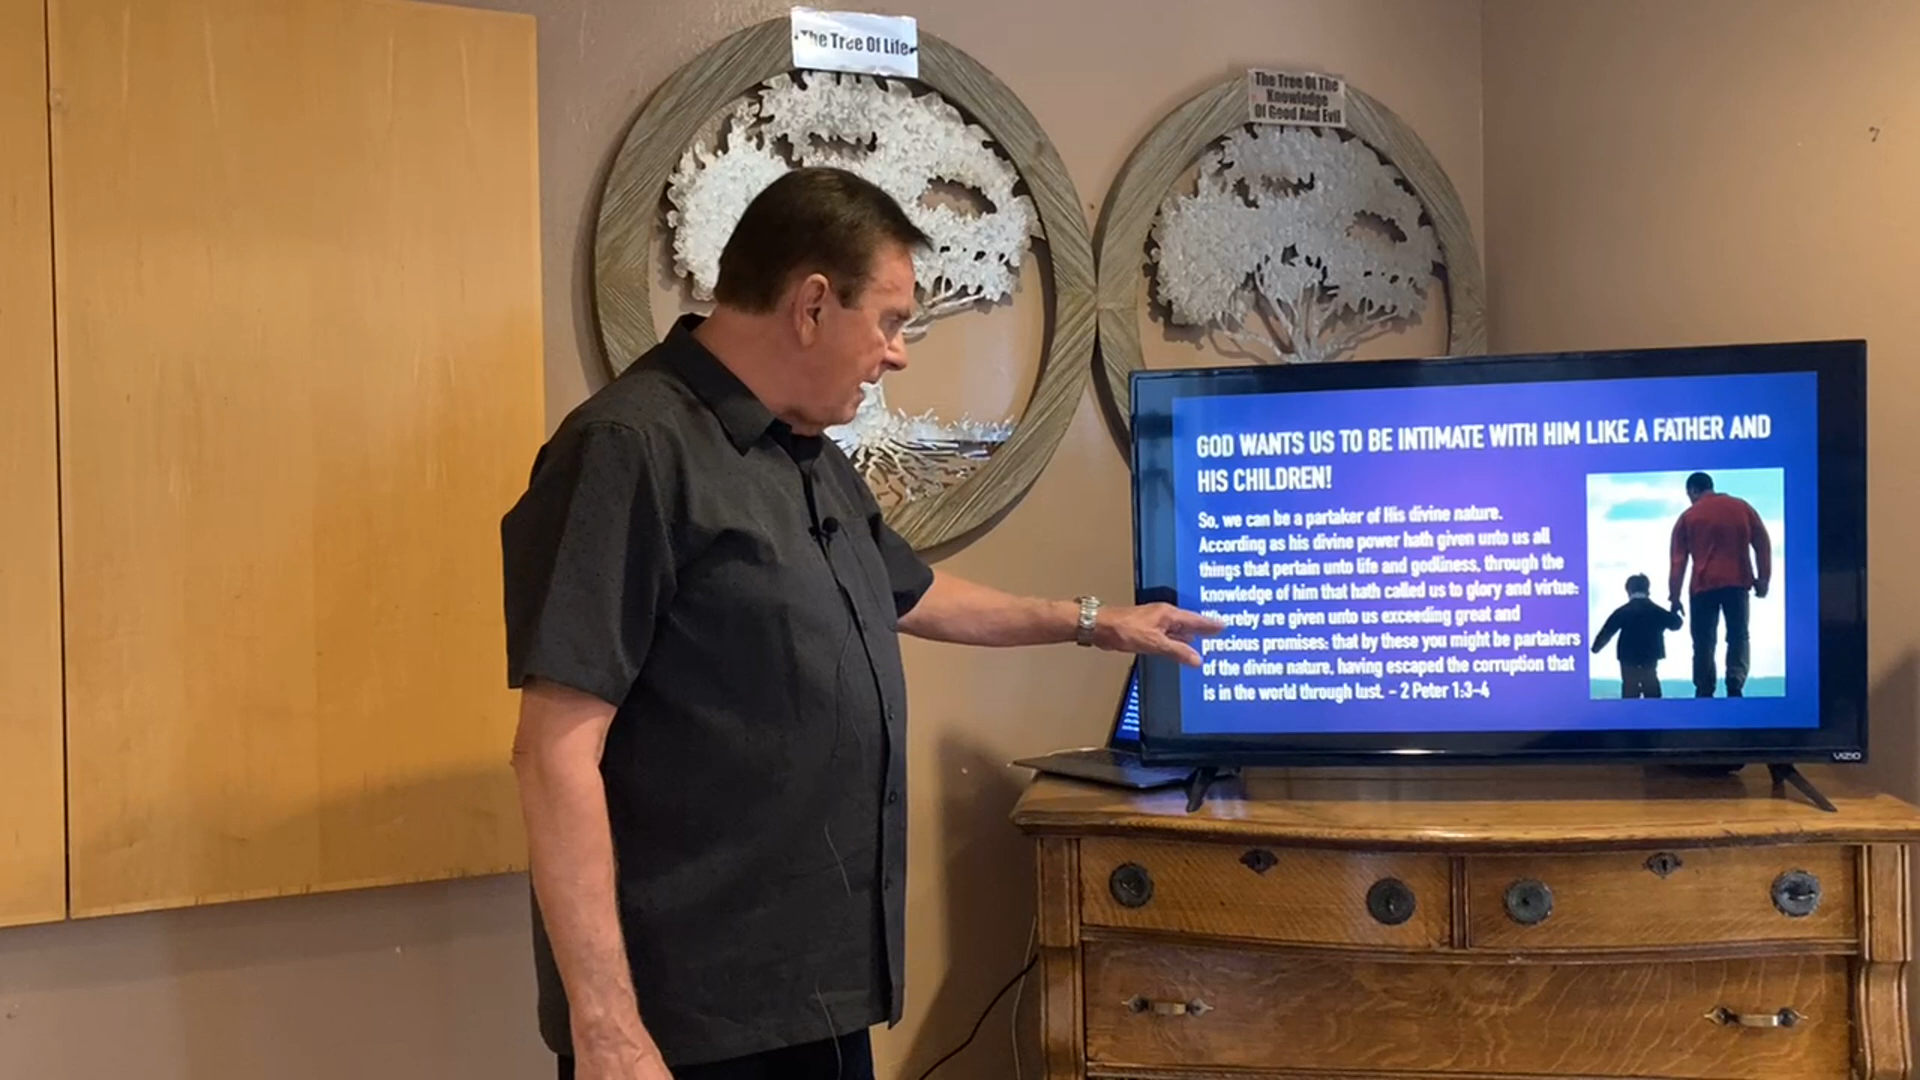 The Tree Of Life
The Tree Of The
Knowledge
Of Good And Evil
GOD WANTS US TO BE INTIMATE WITH HIM LIKE A FATHER AND
HIS CHILDREN!
So, we can be a partaker of His divine nature.
According as his divine power hath given unto us all
things that pertain unto life and godliness, through the
knowledge of him that hath called us to glory and virtue:
Whereby are given unto us exceeding great and
precious promises: that by these you might be partakers
of the divine nature, having escaped the corruption that
is in the world through lust. – 2 Peter 1:3-4
VIZIO